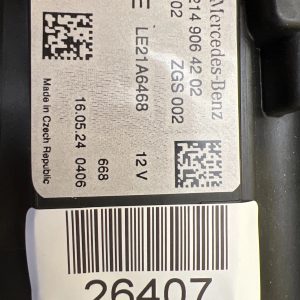 Mercedes-Benz
214 906 42 02
02 ZGS 002
E LE21A6468 12 V
668
16.05.24 0406
Made in Czech Republic
26407